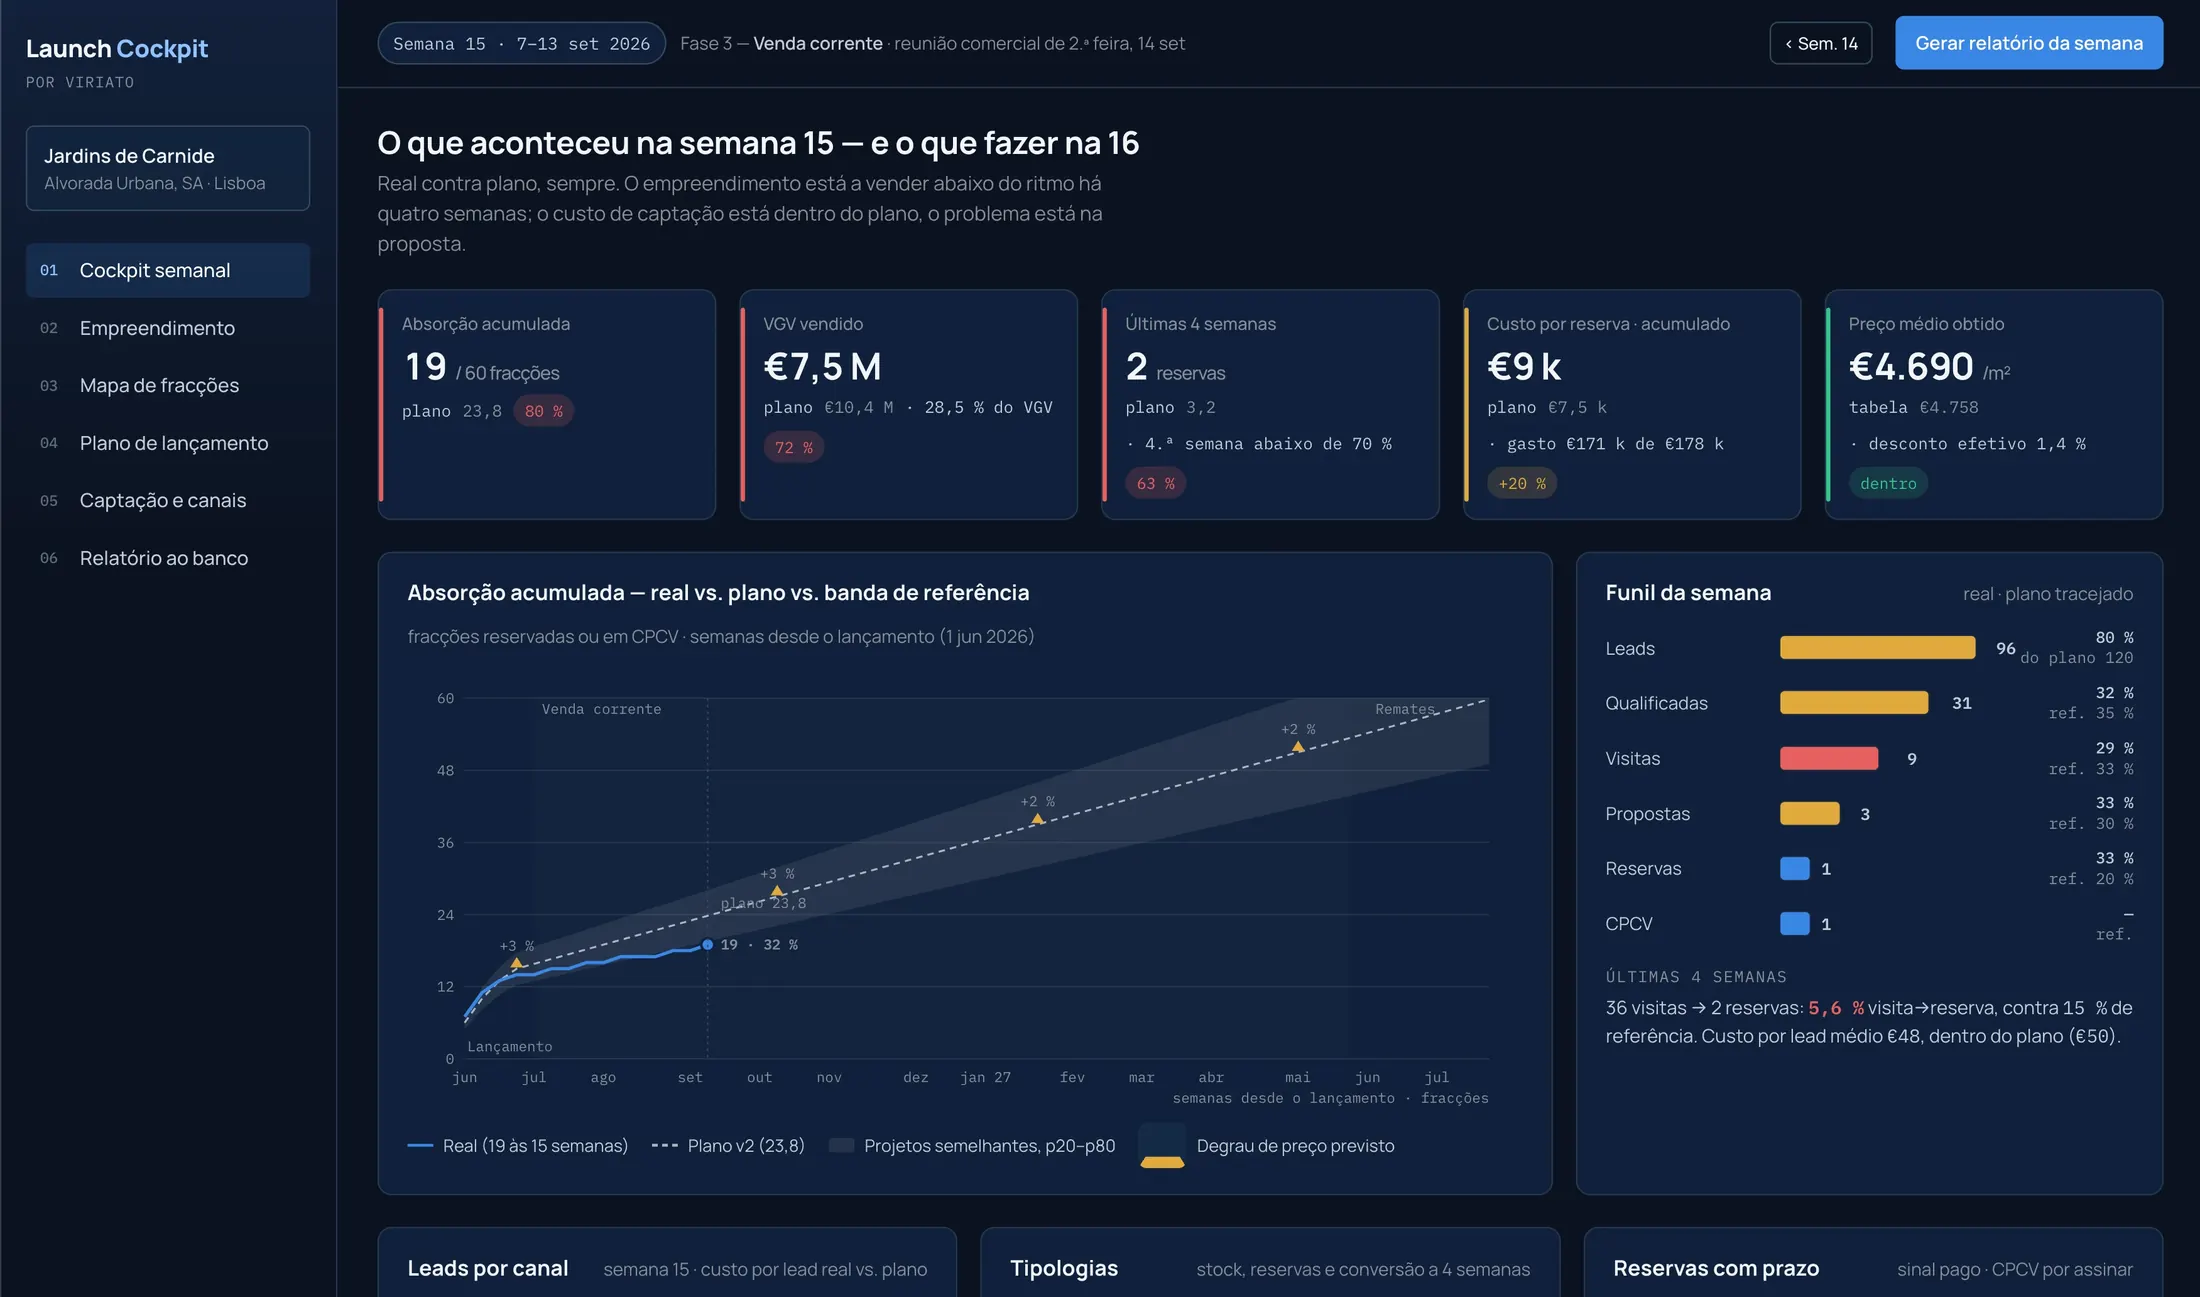 Launch Cockpit
POR VIRIATO
Jardins de Carnide
Alvorada Urbana, SA · Lisboa
01 Cockpit semanal
02 Empreendimento
03 Mapa de fracções
04 Plano de lançamento
05 Captação e canais
06 Relatório ao banco
Semana 15 · 7–13 set 2026
Fase 3 — Venda corrente · reunião comercial de 2.ª feira, 14 set
‹ Sem. 14
Gerar relatório da semana
O que aconteceu na semana 15 — e o que fazer na 16
Real contra plano, sempre. O empreendimento está a vender abaixo do ritmo há
quatro semanas; o custo de captação está dentro do plano, o problema está na
proposta.
Absorção acumulada
19 / 60 fracções
plano 23,8 80 %
VGV vendido
€7,5 M
plano €10,4 M · 28,5 % do VGV
72 %
Últimas 4 semanas
2 reservas
plano 3,2
· 4.ª semana abaixo de 70 %
63 %
Custo por reserva · acumulado
€9 k
plano €7,5 k
· gasto €171 k de €178 k
+20 %
Preço médio obtido
€4.690 /m²
tabela €4.758
· desconto efetivo 1,4 %
dentro
Absorção acumulada — real vs. plano vs. banda de referência
fracções reservadas ou em CPCV · semanas desde o lançamento (1 jun 2026)
60
Venda corrente
Remates
+2 %
48
+2 %
36
+3 %
plano 23,8
24
+3 %
19 · 32 %
12
Lançamento
0
jun jul ago set out nov dez jan 27 fev mar abr mai jun jul
semanas desde o lançamento · fracções
Real (19 às 15 semanas)
Plano v2 (23,8)
Projetos semelhantes, p20–p80
Degrau de preço previsto
Funil da semana
real · plano tracejado
Leads 96 80 %
do plano 120
Qualificadas 31 32 %
ref. 35 %
Visitas 9 29 %
ref. 33 %
Propostas 3 33 %
ref. 30 %
Reservas 1 33 %
ref. 20 %
CPCV 1 —
ref.
ÚLTIMAS 4 SEMANAS
36 visitas → 2 reservas: 5,6 % visita→reserva, contra 15 % de
referência. Custo por lead médio €48, dentro do plano (€50).
Leads por canal
semana 15 · custo por lead real vs. plano
Tipologias
stock, reservas e conversão a 4 semanas
Reservas com prazo
sinal pago · CPCV por assinar